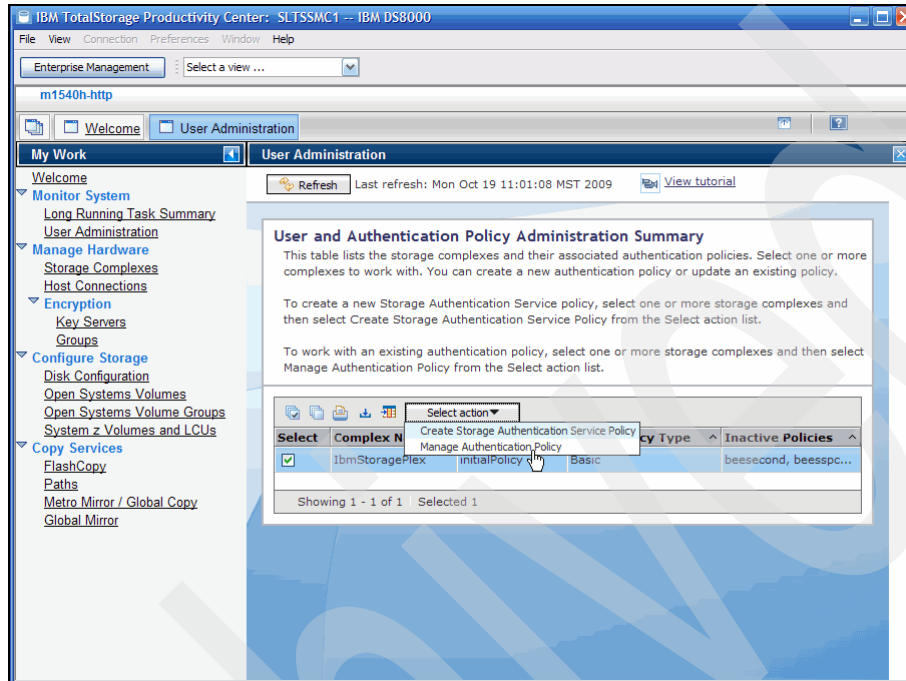 IBM TotalStorage Productivity Center: SLTSSMC1 -- IBM DS8000
File View Connection Preferences Window Help
Enterprise Management
Select a view ...
m1540h-http
Welcome
User Administration
My Work
Welcome
Monitor System
Long Running Task Summary
User Administration
Manage Hardware
Storage Complexes
Host Connections
Encryption
Key Servers
Groups
Configure Storage
Disk Configuration
Open Systems Volumes
Open Systems Volume Groups
System z Volumes and LCUs
Copy Services
FlashCopy
Paths
Metro Mirror / Global Copy
Global Mirror
User Administration
Refresh Last refresh: Mon Oct 19 11:01:08 MST 2009 View tutorial
User and Authentication Policy Administration Summary
This table lists the storage complexes and their associated authentication policies. Select one or more
complexes to work with. You can create a new authentication policy or update an existing policy.
To create a new Storage Authentication Service policy, select one or more storage complexes and
then select Create Storage Authentication Service Policy from the Select action list.
To work with an existing authentication policy, select one or more storage complexes and then select
Manage Authentication Policy from the Select action list.
Select action
Create Storage Authentication Service Policy
Manage Authentication Policy
Select Complex N cy Type Inactive Policies
IbmStoragePlex initialPolicy Basic beesecond, beesspc...
Showing 1 - 1 of 1 Selected 1